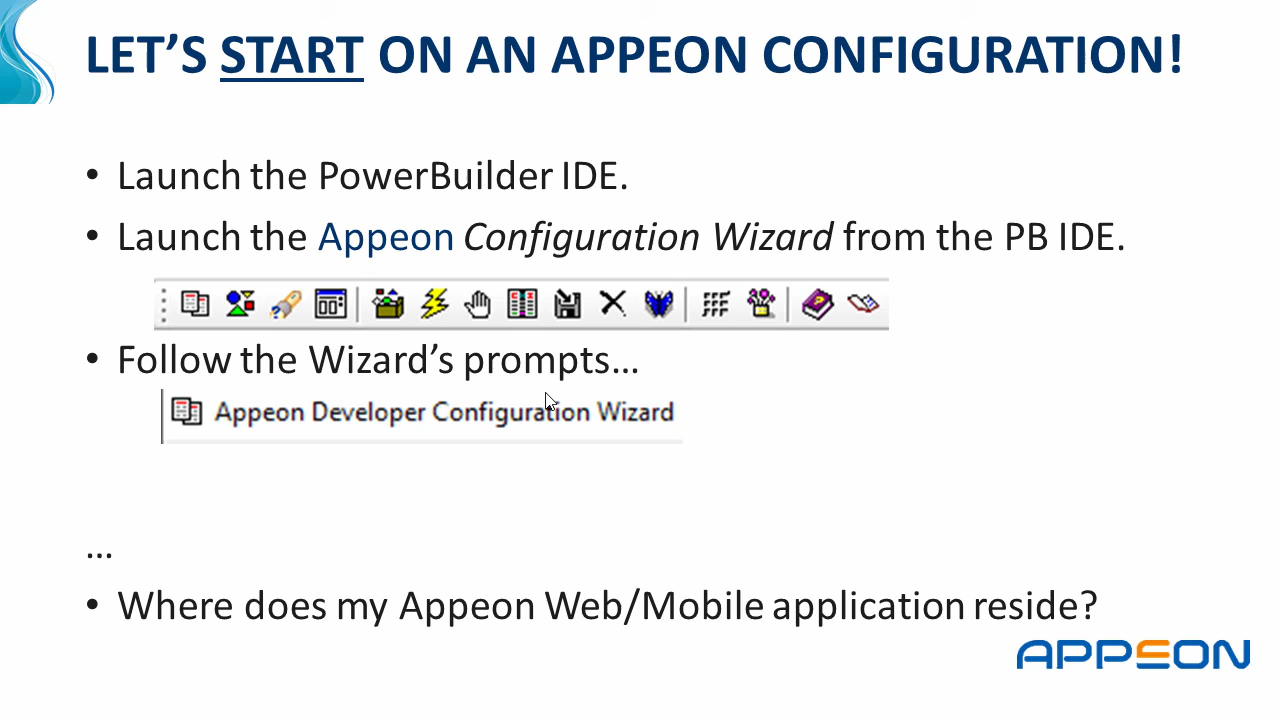 LET’S START ON AN APPEON CONFIGURATION!
• Launch the PowerBuilder IDE.
• Launch the Appeon Configuration Wizard from the PB IDE.
• Follow the Wizard’s prompts…
Appeon Developer Configuration Wizard
…
• Where does my Appeon Web/Mobile application reside?
APPEON